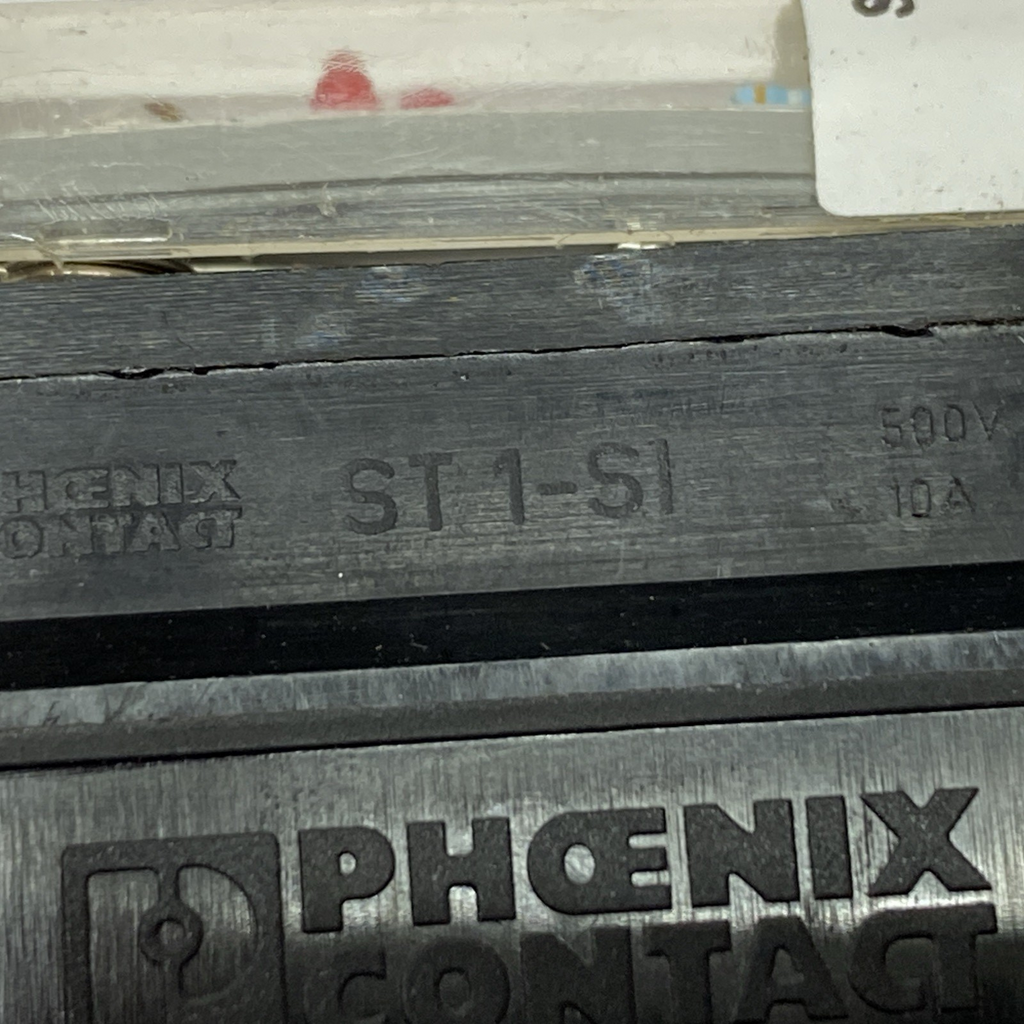 PHŒNIX
CONTACT
ST 1-SI
500V
10A
PHŒNIX
CONTACT